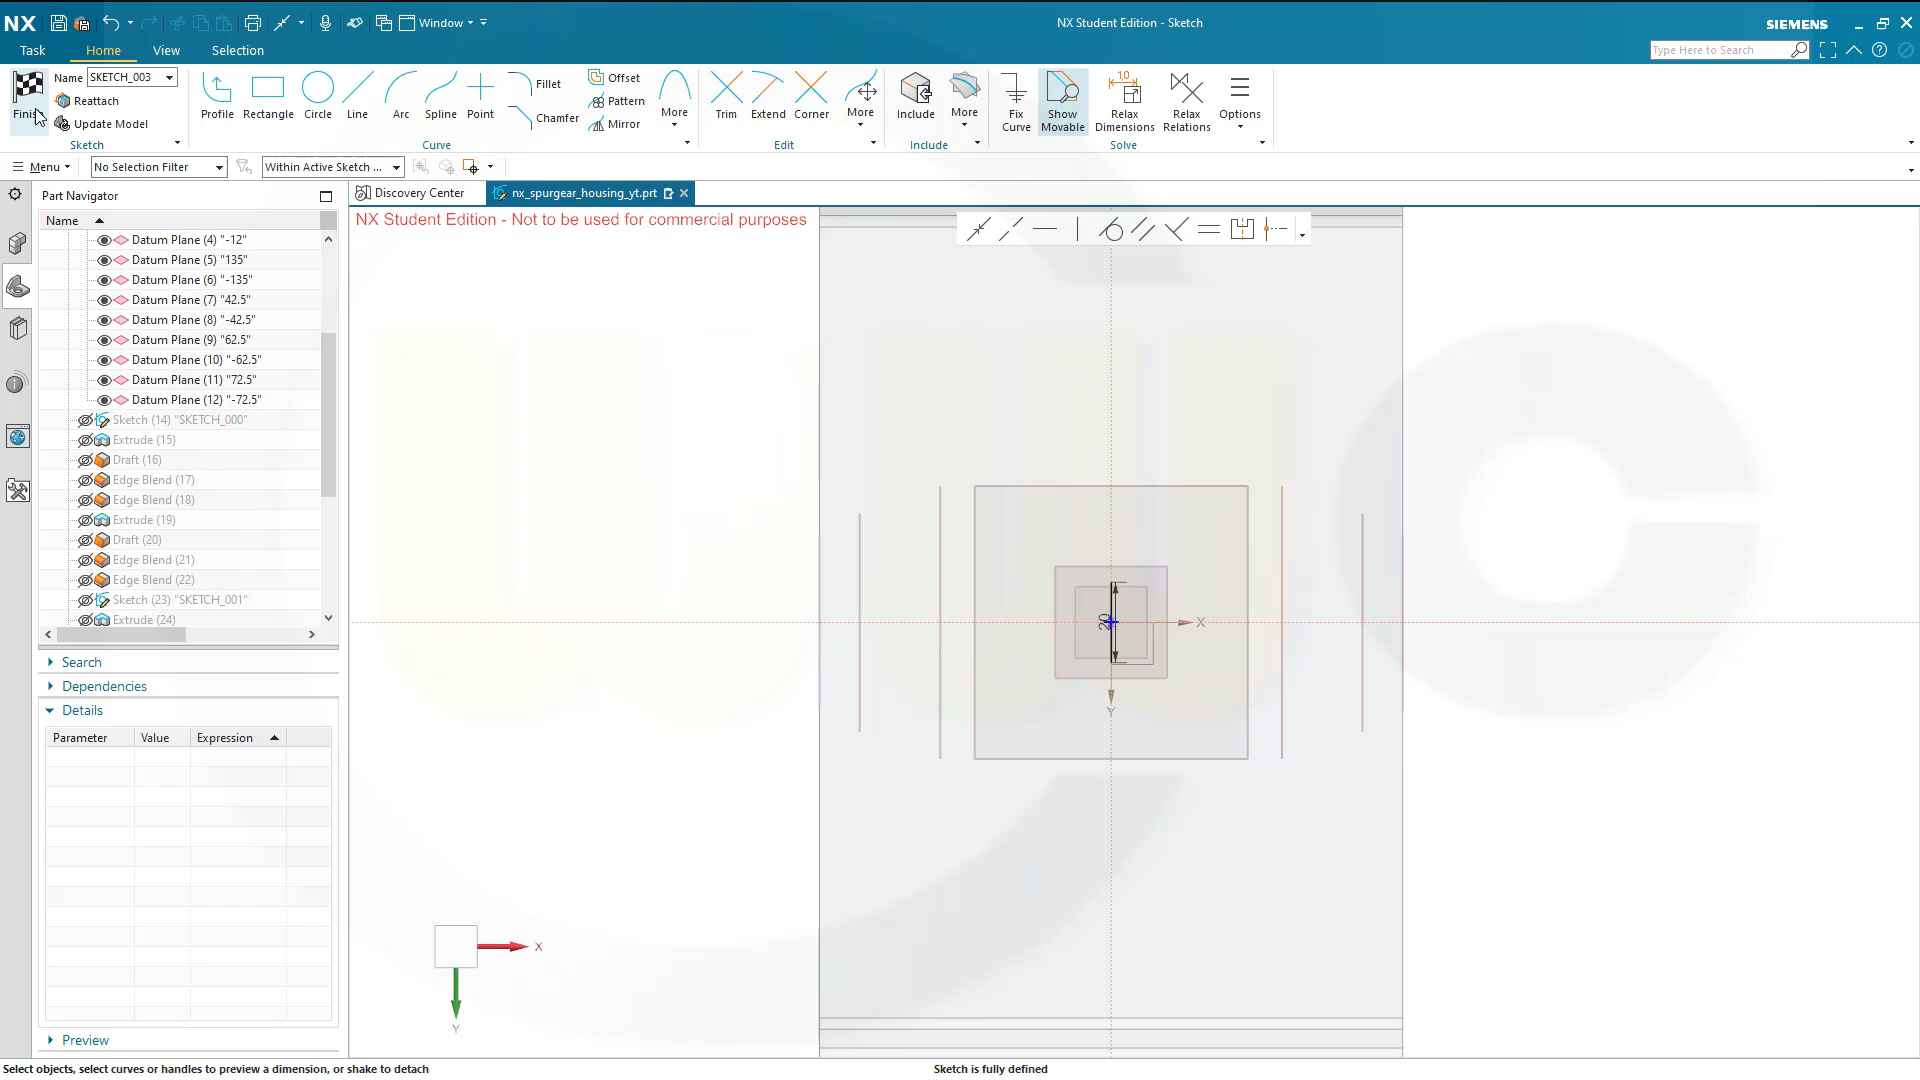 NX
Window
NX Student Edition - Sketch
SIEMENS
Task
Home
View
Selection
Type Here to Search
Name
SKETCH_003
Reattach
Update Model
Sketch
Profile
Rectangle
Circle
Line
Arc
Spline
Point
Fillet
Chamfer
Offset
Pattern
Mirror
More
Curve
Trim
Extend
Corner
More
Edit
Include
More
Include
Fix
Curve
Show
Movable
Relax
Dimensions
Relax
Relations
Options
Solve
Menu
No Selection Filter
Within Active Sketch ...
Part Navigator
Discovery Center
nx_spurgear_housing_yt.prt
Name
NX Student Edition - Not to be used for commercial purposes
Datum Plane (4) "-12"
Datum Plane (5) "135"
Datum Plane (6) "-135"
Datum Plane (7) "42.5"
Datum Plane (8) "-42.5"
Datum Plane (9) "62.5"
Datum Plane (10) "-62.5"
Datum Plane (11) "72.5"
Datum Plane (12) "-72.5"
Sketch (14) "SKETCH_000"
Extrude (15)
Draft (16)
Edge Blend (17)
Edge Blend (18)
Extrude (19)
Draft (20)
Edge Blend (21)
Edge Blend (22)
Sketch (23) "SKETCH_001"
Extrude (24)
Search
Dependencies
Details
Parameter
Value
Expression
Preview
20
X
Y
X
Y
Select objects, select curves or handles to preview a dimension, or shake to detach
Sketch is fully defined